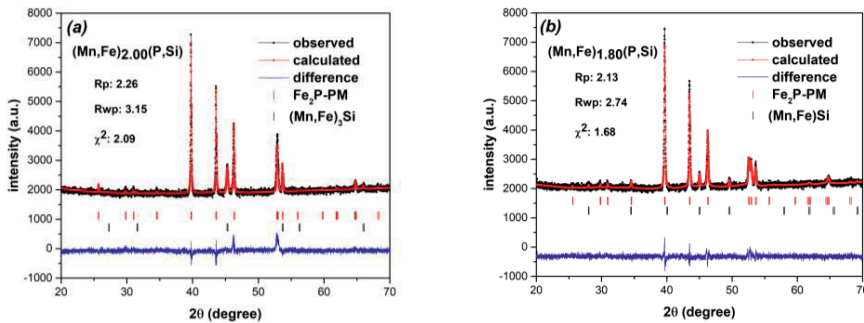 (a)
(Mn,Fe)2.00(P,Si)
Rp: 2.26
Rwp: 3.15
χ2: 2.09
observed
calculated
difference
Fe2P-PM
(Mn,Fe)3Si
intensity (a.u.)
8000
7000
6000
5000
4000
3000
2000
1000
0
-1000
20 30 40 50 60 70
2θ (degree)
(b)
(Mn,Fe)1.80(P,Si)
Rp: 2.13
Rwp: 2.74
χ2: 1.68
observed
calculated
difference
Fe2P-PM
(Mn,Fe)Si
intensity (a.u.)
8000
7000
6000
5000
4000
3000
2000
1000
0
-1000
20 30 40 50 60 70
2θ (degree)